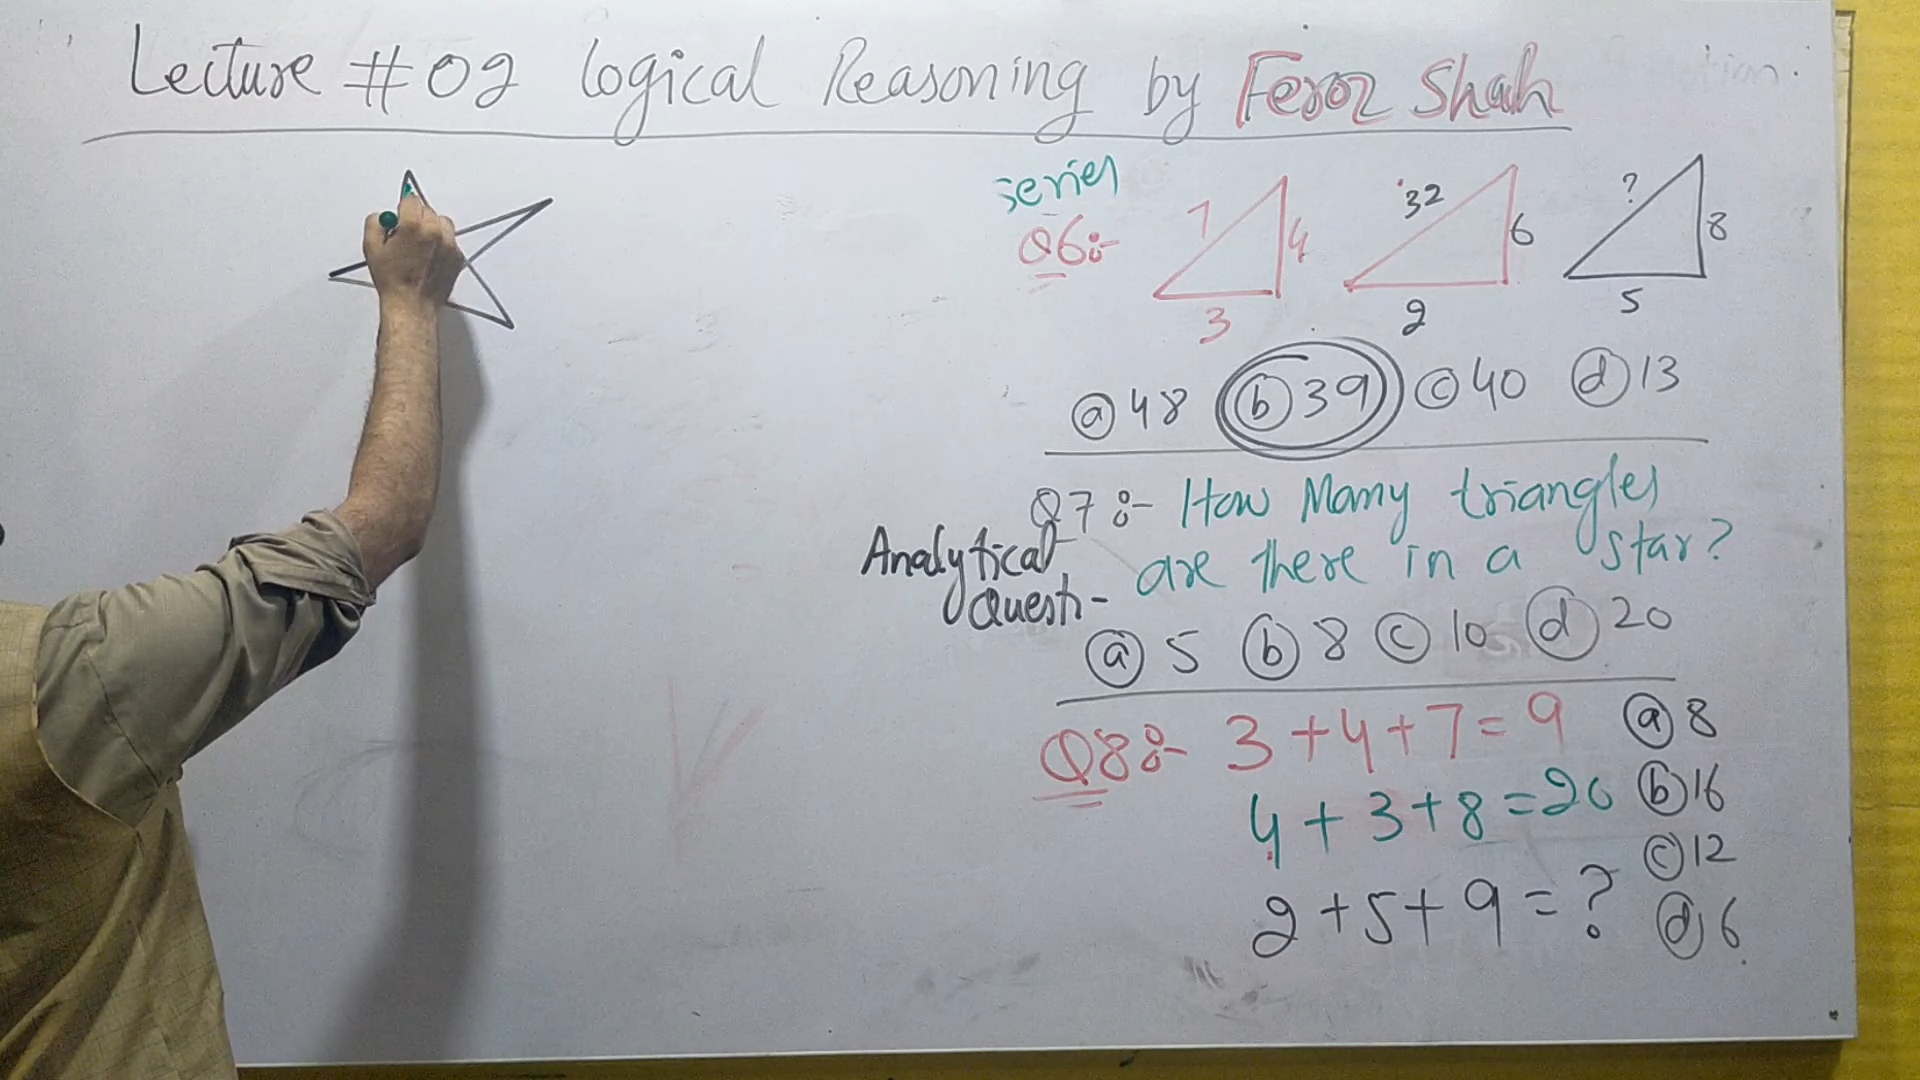 Lecture #02 Logical Reasoning by Feroz Shah
series
Q6:-
7 4 3
32 6 2
? 8 5
(a) 48 (b) 39 (c) 40 (d) 13
Q7:- How Many triangles
are there in a star?
Analytical
Questi-
(a) 5 (b) 8 (c) 10 (d) 20
Q8:- 3+4+7=9 (a) 8
4+3+8=20 (b) 16
(c) 12
2+5+9=? (d) 6